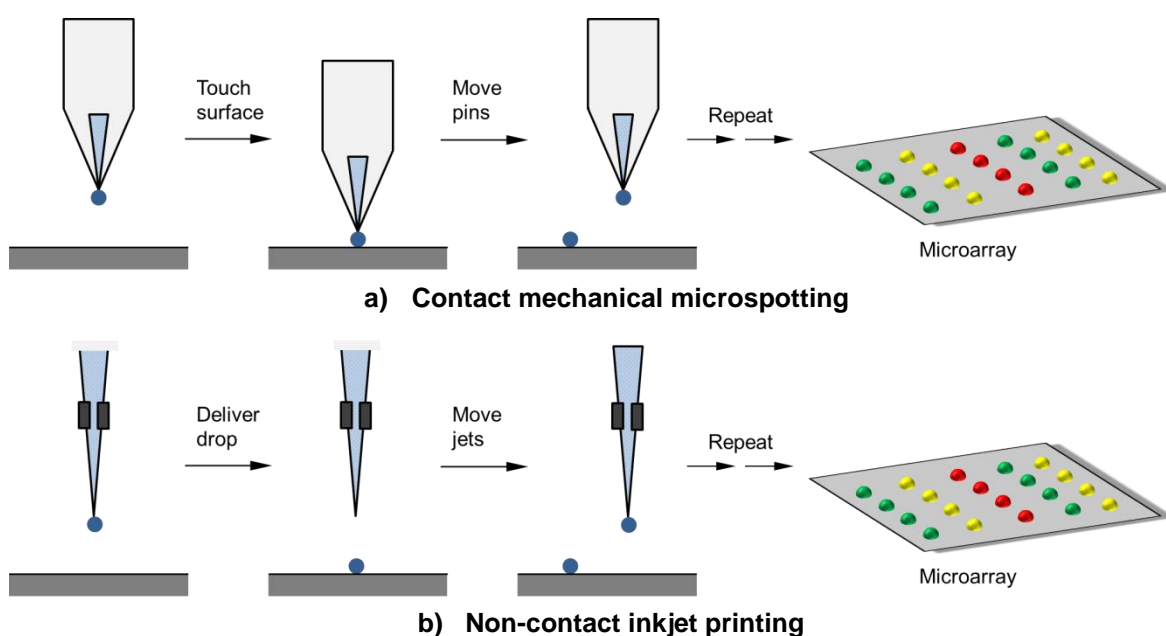 Touch
surface
Move
pins
Repeat
Microarray
a) Contact mechanical microspotting
Deliver
drop
Move
jets
Repeat
Microarray
b) Non-contact inkjet printing